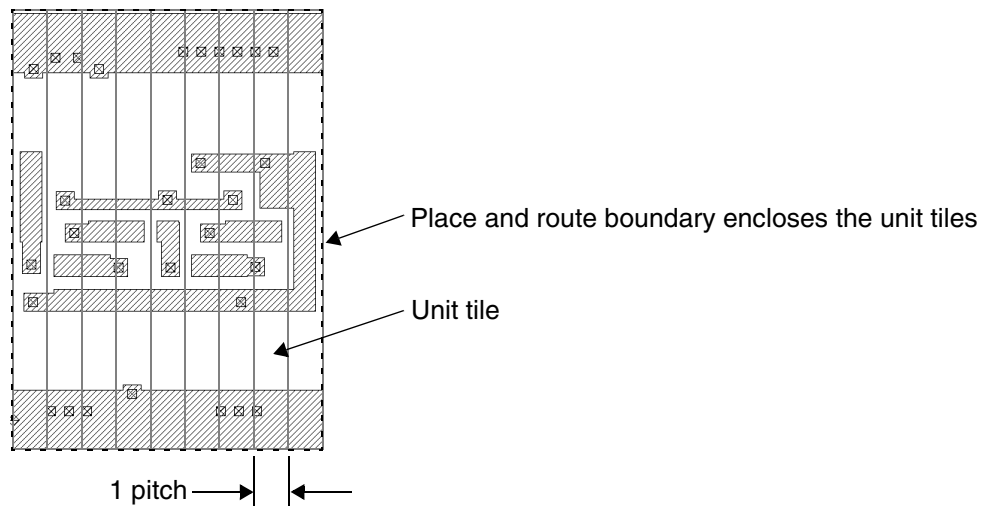 Place and route boundary encloses the unit tiles
Unit tile
1 pitch